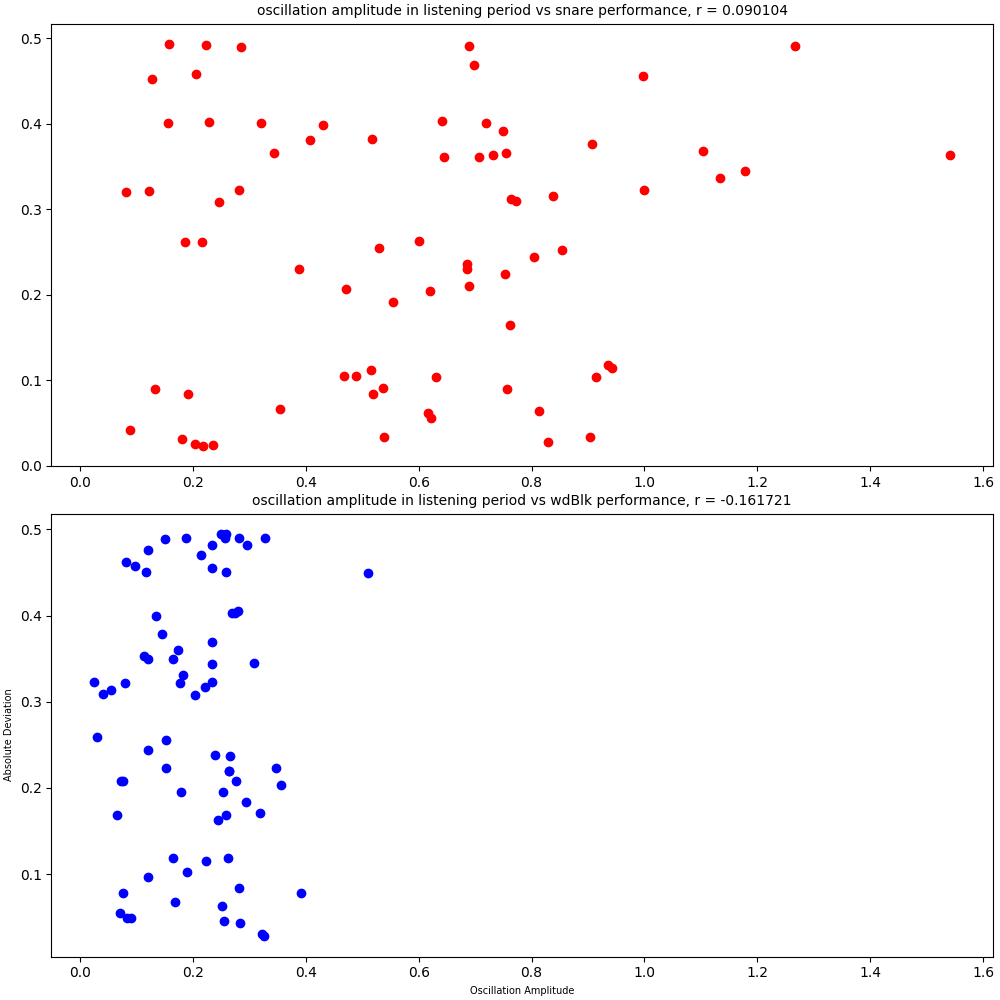 oscillation amplitude in listening period vs snare performance, r = 0.090104
0.5
0.4
0.3
0.2
0.1
0.0
0.0 0.2 0.4 0.6 0.8 1.0 1.2 1.4 1.6
oscillation amplitude in listening period vs wdBlk performance, r = -0.161721
0.5
0.4
0.3
0.2
0.1
Absolute Deviation
0.0 0.2 0.4 0.6 0.8 1.0 1.2 1.4 1.6
Oscillation Amplitude